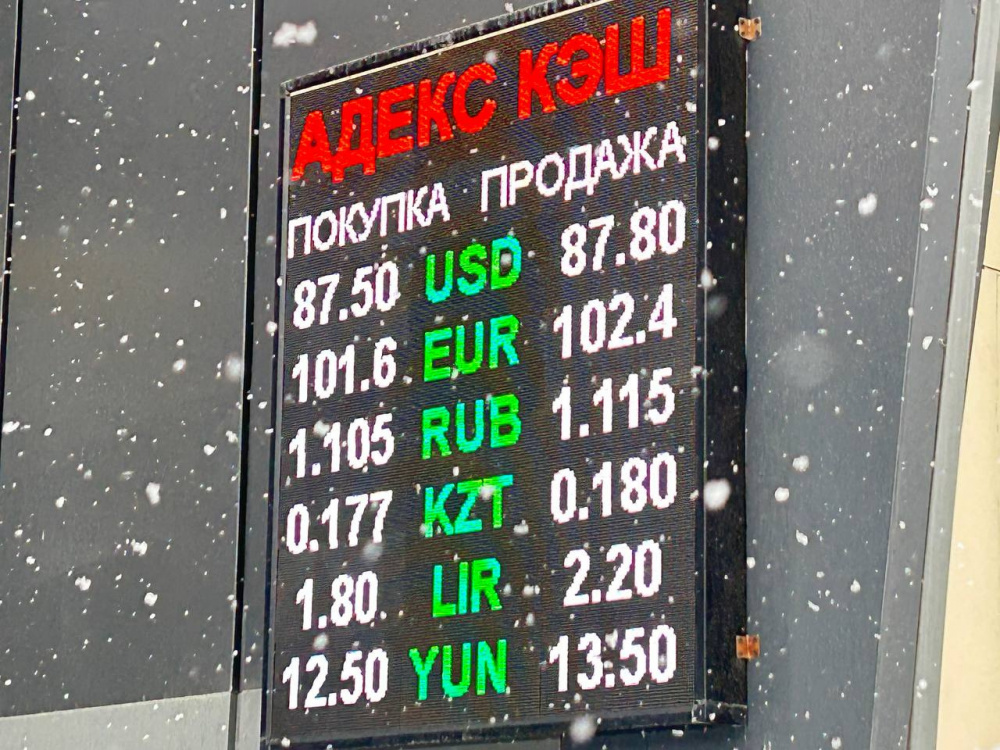 АДЕКС КЭШ
ПОКУПКА ПРОДАЖА
87.50 USD 87.80
101.6 EUR 102.4
1.105 RUB 1.115
0.177 KZT 0.180
1.80 LIR 2.20
12.50 YUN 13.50